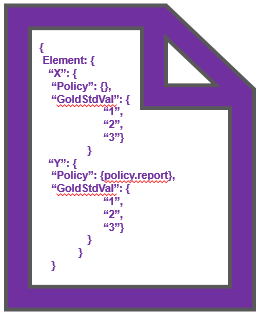 {
Element: {
“X”: {
“Policy”: {},
“GoldStdVal”: {
“1”,
“2”,
“3”}
}
“Y”: {
“Policy”: {policy.report},
“GoldStdVal”: {
“1”,
“2”,
“3”}
}
}
}